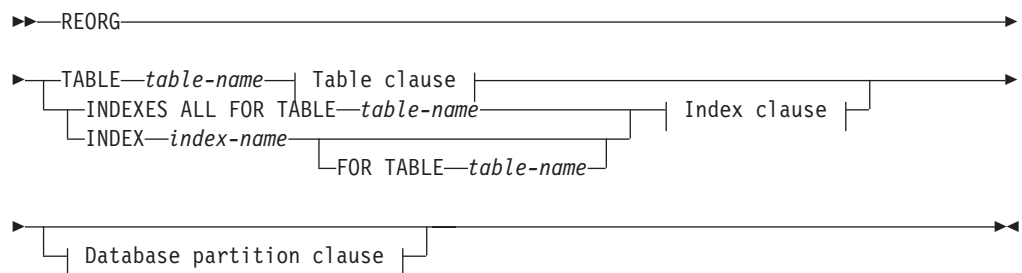 REORG
TABLE table-name Table clause
INDEXES ALL FOR TABLE table-name Index clause
INDEX index-name
FOR TABLE table-name
Database partition clause